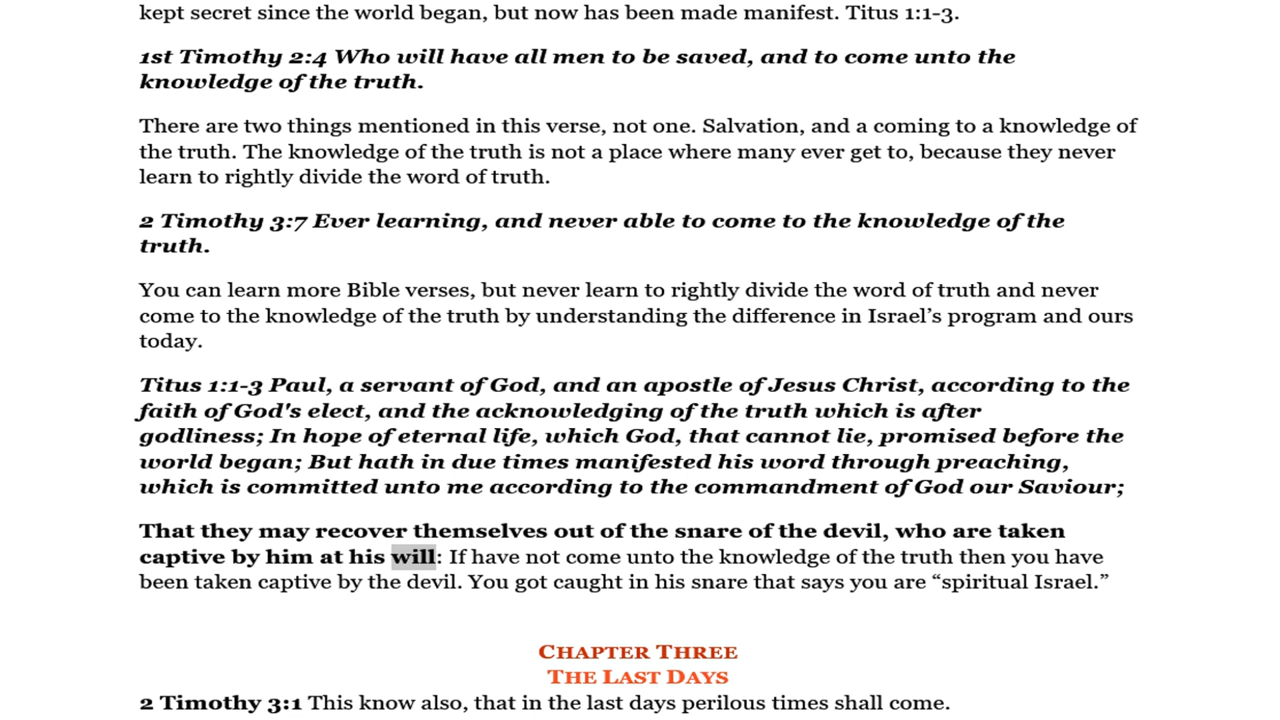 kept secret since the world began, but now has been made manifest. Titus 1:1-3.
1st Timothy 2:4 Who will have all men to be saved, and to come unto the
knowledge of the truth.
There are two things mentioned in this verse, not one. Salvation, and a coming to a knowledge of
the truth. The knowledge of the truth is not a place where many ever get to, because they never
learn to rightly divide the word of truth.
2 Timothy 3:7 Ever learning, and never able to come to the knowledge of the
truth.
You can learn more Bible verses, but never learn to rightly divide the word of truth and never
come to the knowledge of the truth by understanding the difference in Israel’s program and ours
today.
Titus 1:1-3 Paul, a servant of God, and an apostle of Jesus Christ, according to the
faith of God's elect, and the acknowledging of the truth which is after
godliness; In hope of eternal life, which God, that cannot lie, promised before the
world began; But hath in due times manifested his word through preaching,
which is committed unto me according to the commandment of God our Saviour;
That they may recover themselves out of the snare of the devil, who are taken
captive by him at his will: If have not come unto the knowledge of the truth then you have
been taken captive by the devil. You got caught in his snare that says you are “spiritual Israel.”
CHAPTER THREE
THE LAST DAYS
2 Timothy 3:1 This know also, that in the last days perilous times shall come.